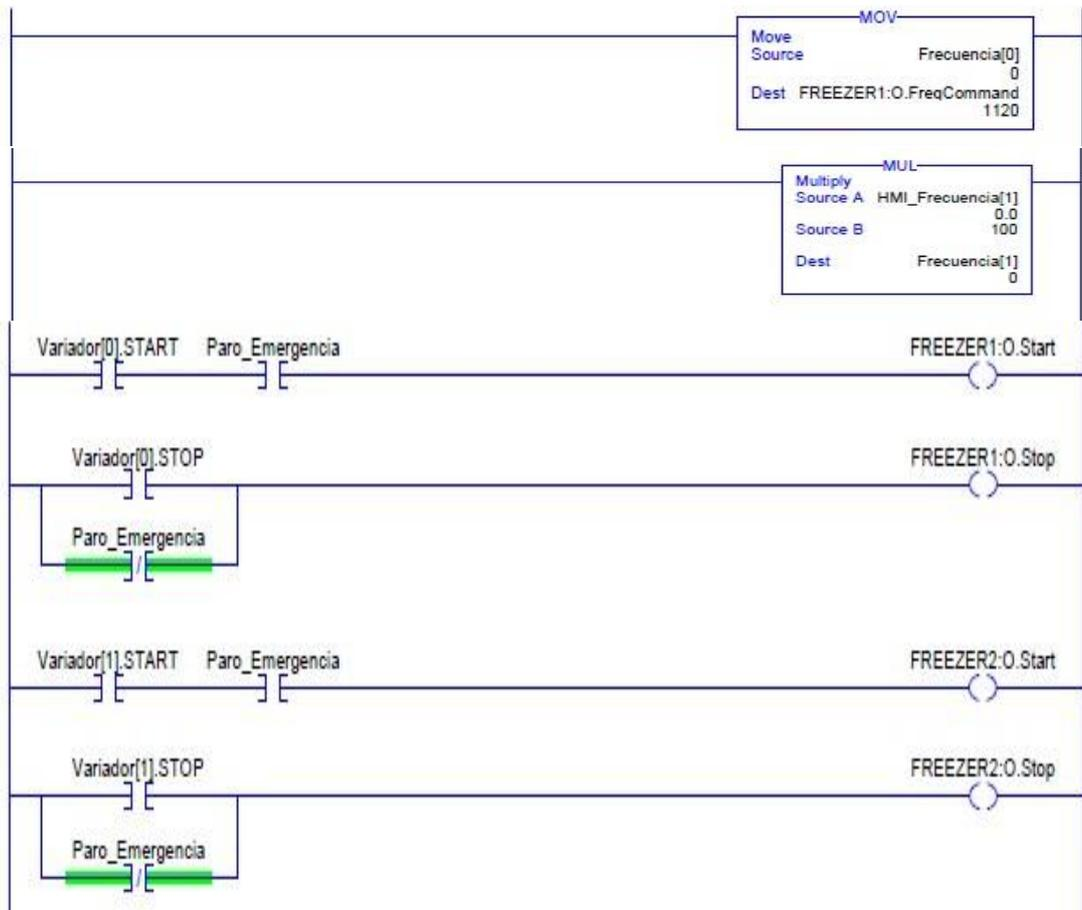 MOV
Move
Source Frecuencia[0]
0
Dest FREEZER1:O.FreqCommand
1120
MUL
Multiply
Source A HMI_Frecuencia[1]
0.0
Source B 100
Dest Frecuencia[1]
0
Variador[0].START Paro_Emergencia FREEZER1:O.Start
Variador[0].STOP FREEZER1:O.Stop
Paro_Emergencia
Variador[1].START Paro_Emergencia FREEZER2:O.Start
Variador[1].STOP FREEZER2:O.Stop
Paro_Emergencia